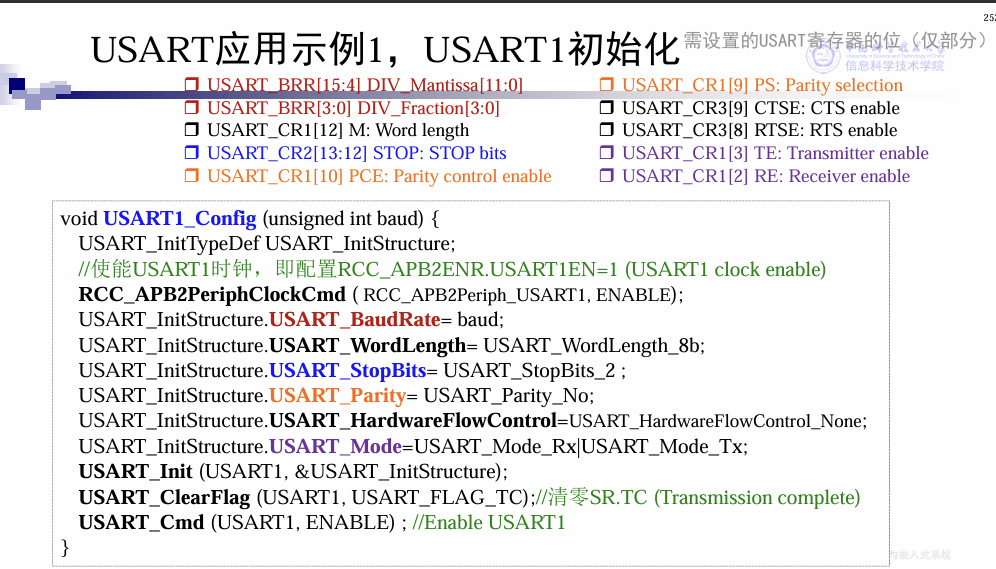 252
USART应用示例1，USART1初始化
需设置的USART寄存器的位（仅部分）
信息科学技术学院
❒ USART_BRR[15:4] DIV_Mantissa[11:0]
❒ USART_BRR[3:0] DIV_Fraction[3:0]
❒ USART_CR1[12] M: Word length
❒ USART_CR2[13:12] STOP: STOP bits
❒ USART_CR1[10] PCE: Parity control enable
❒ USART_CR1[9] PS: Parity selection
❒ USART_CR3[9] CTSE: CTS enable
❒ USART_CR3[8] RTSE: RTS enable
❒ USART_CR1[3] TE: Transmitter enable
❒ USART_CR1[2] RE: Receiver enable
void USART1_Config (unsigned int baud) {
USART_InitTypeDef USART_InitStructure;
//使能USART1时钟，即配置RCC_APB2ENR.USART1EN=1 (USART1 clock enable)
RCC_APB2PeriphClockCmd ( RCC_APB2Periph_USART1, ENABLE);
USART_InitStructure.USART_BaudRate= baud;
USART_InitStructure.USART_WordLength= USART_WordLength_8b;
USART_InitStructure.USART_StopBits= USART_StopBits_2 ;
USART_InitStructure.USART_Parity= USART_Parity_No;
USART_InitStructure.USART_HardwareFlowControl=USART_HardwareFlowControl_None;
USART_InitStructure.USART_Mode=USART_Mode_Rx|USART_Mode_Tx;
USART_Init (USART1, &USART_InitStructure);
USART_ClearFlag (USART1, USART_FLAG_TC);//清零SR.TC (Transmission complete)
USART_Cmd (USART1, ENABLE) ; //Enable USART1
}
与嵌入式系统